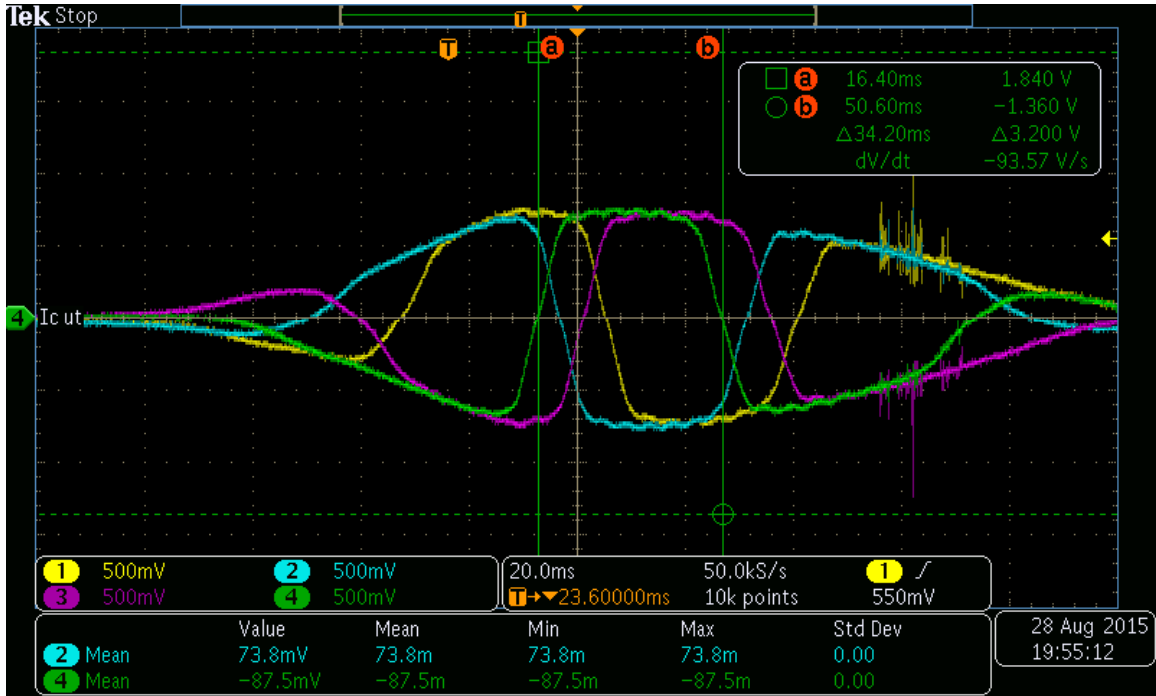 Tek Stop
T
T a b
a 16.40ms 1.840 V
b 50.60ms −1.360 V
△34.20ms △3.200 V
dV/dt −93.57 V/s
4 Ic ut
1 500mV 2 500mV
3 500mV 4 500mV
20.0ms 50.0kS/s 1
T→▼23.60000ms 10k points 550mV
Value Mean Min Max Std Dev
2 Mean 73.8mV 73.8m 73.8m 73.8m 0.00
4 Mean −87.5mV −87.5m −87.5m −87.5m 0.00
28 Aug 2015
19:55:12